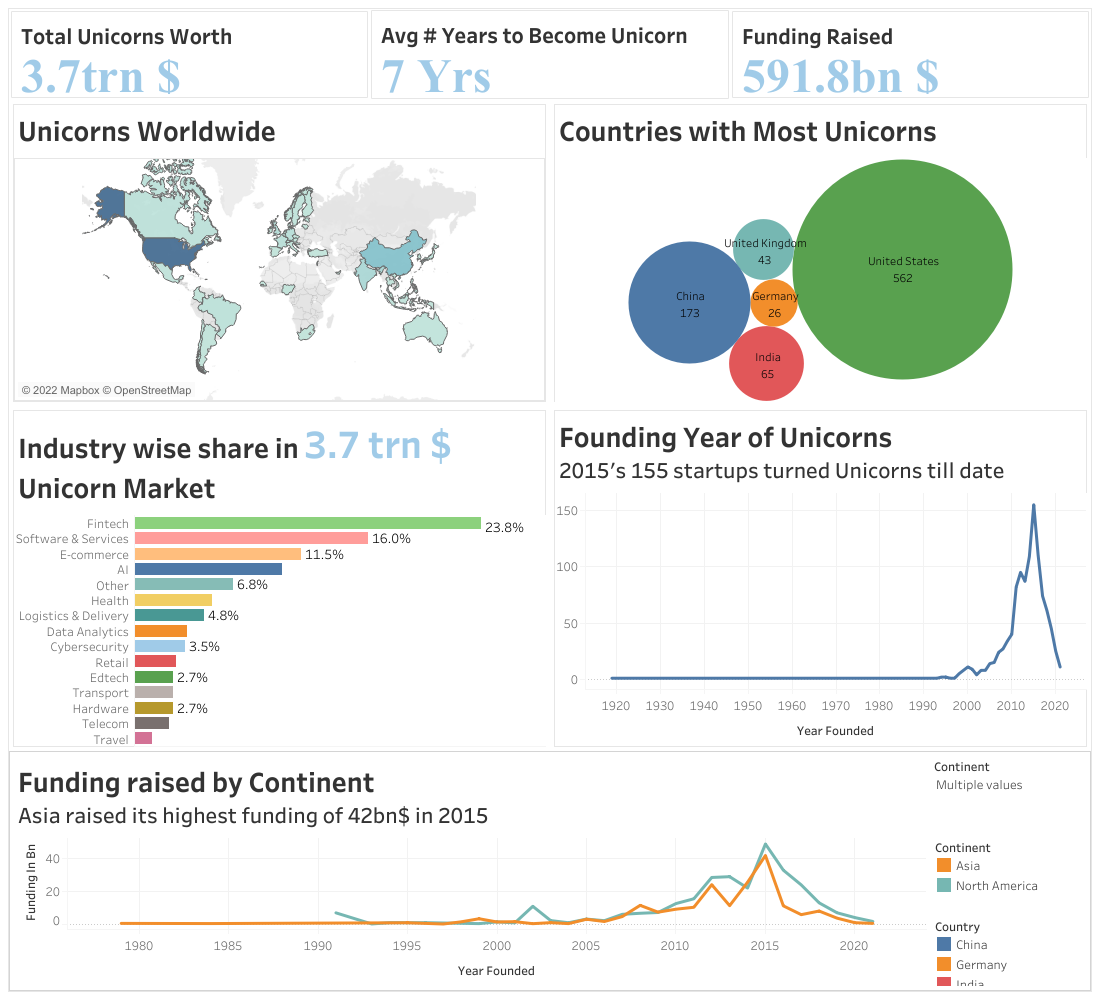 Total Unicorns Worth
3.7trn $
Avg # Years to Become Unicorn
7 Yrs
Funding Raised
591.8bn $
Unicorns Worldwide
© 2022 Mapbox © OpenStreetMap
Countries with Most Unicorns
United Kingdom
43
United States
562
China
173
Germany
26
India
65
Industry wise share in 3.7 trn $
Unicorn Market
Fintech 23.8%
Software & Services 16.0%
E-commerce 11.5%
AI
Other 6.8%
Health
Logistics & Delivery 4.8%
Data Analytics
Cybersecurity 3.5%
Retail
Edtech 2.7%
Transport
Hardware 2.7%
Telecom
Travel
Founding Year of Unicorns
2015's 155 startups turned Unicorns till date
150
100
50
0
1920 1930 1940 1950 1960 1970 1980 1990 2000 2010 2020
Year Founded
Funding raised by Continent
Asia raised its highest funding of 42bn$ in 2015
Funding In Bn
40
20
0
1980 1985 1990 1995 2000 2005 2010 2015 2020
Year Founded
Continent
Multiple values
Continent
Asia
North America
Country
China
Germany
India